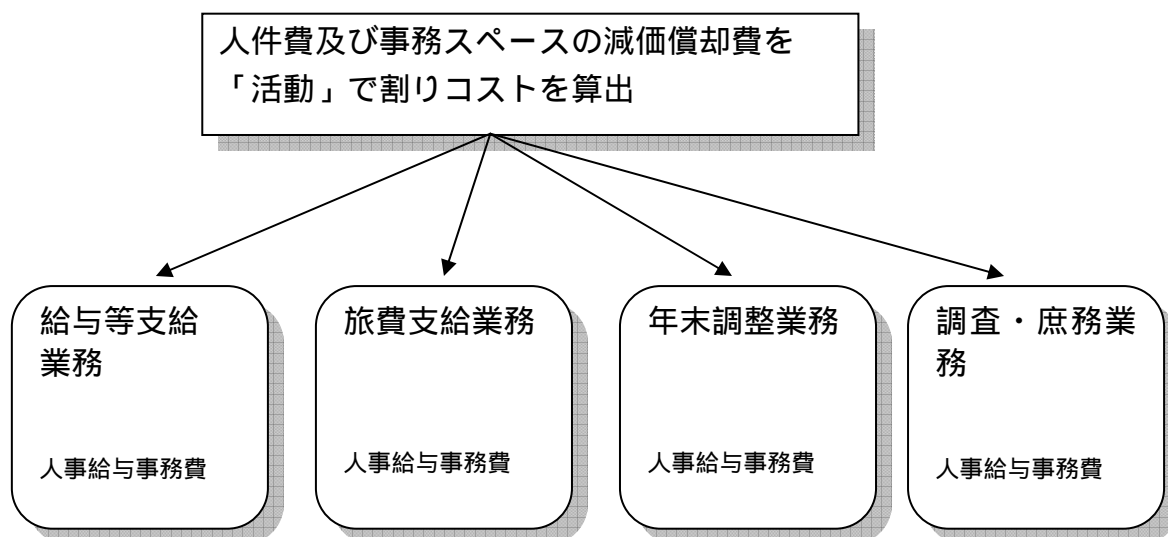 人件費及び事務スペースの減価償却費を
「活動」で割りコストを算出
給与等支給
業務
人事給与事務費
旅費支給業務
人事給与事務費
年末調整業務
人事給与事務費
調査・庶務業
務
人事給与事務費